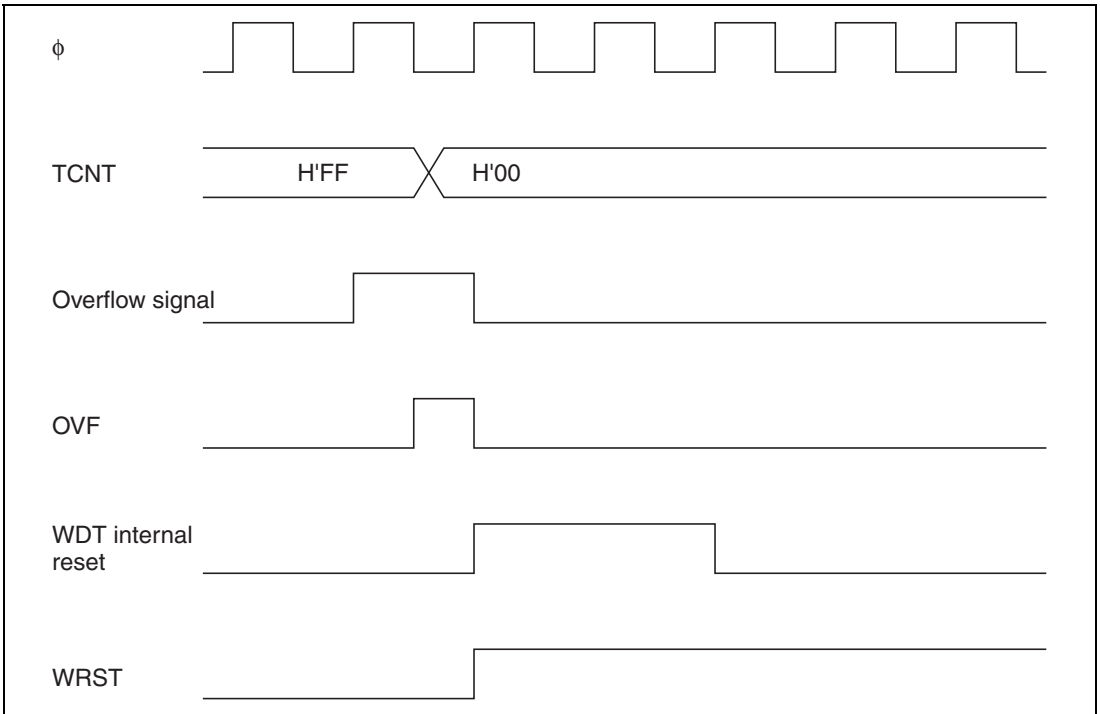 ϕ
TCNT H'FF H'00
Overflow signal
OVF
WDT internal
reset
WRST